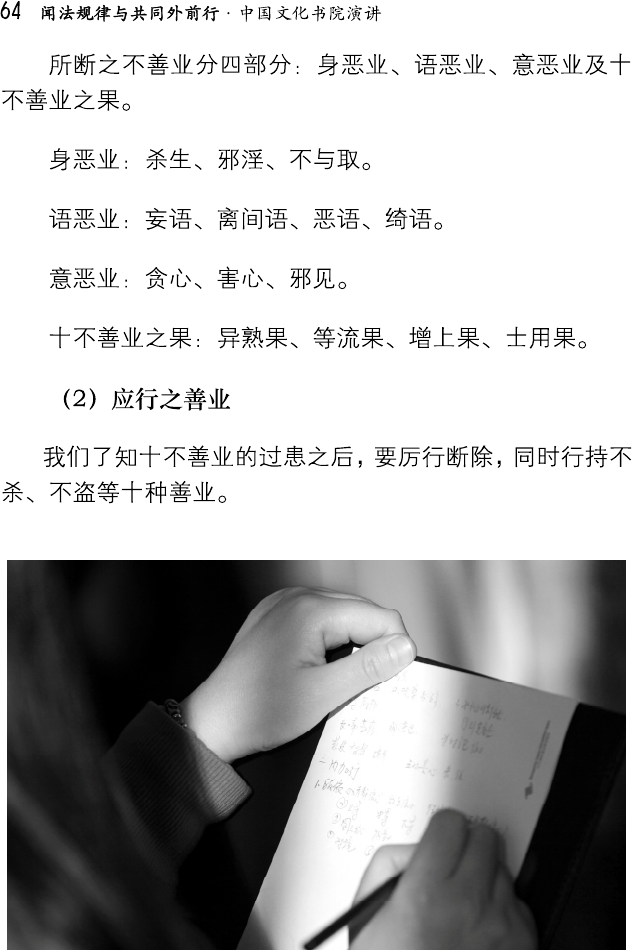 64 闻法规律与共同外前行·中国文化书院演讲
所断之不善业分四部分：身恶业、语恶业、意恶业及十
不善业之果。
身恶业：杀生、邪淫、不与取。
语恶业：妄语、离间语、恶语、绮语。
意恶业：贪心、害心、邪见。
十不善业之果：异熟果、等流果、增上果、士用果。
（2）应行之善业
我们了知十不善业的过患之后，要厉行断除，同时行持不
杀、不盗等十种善业。